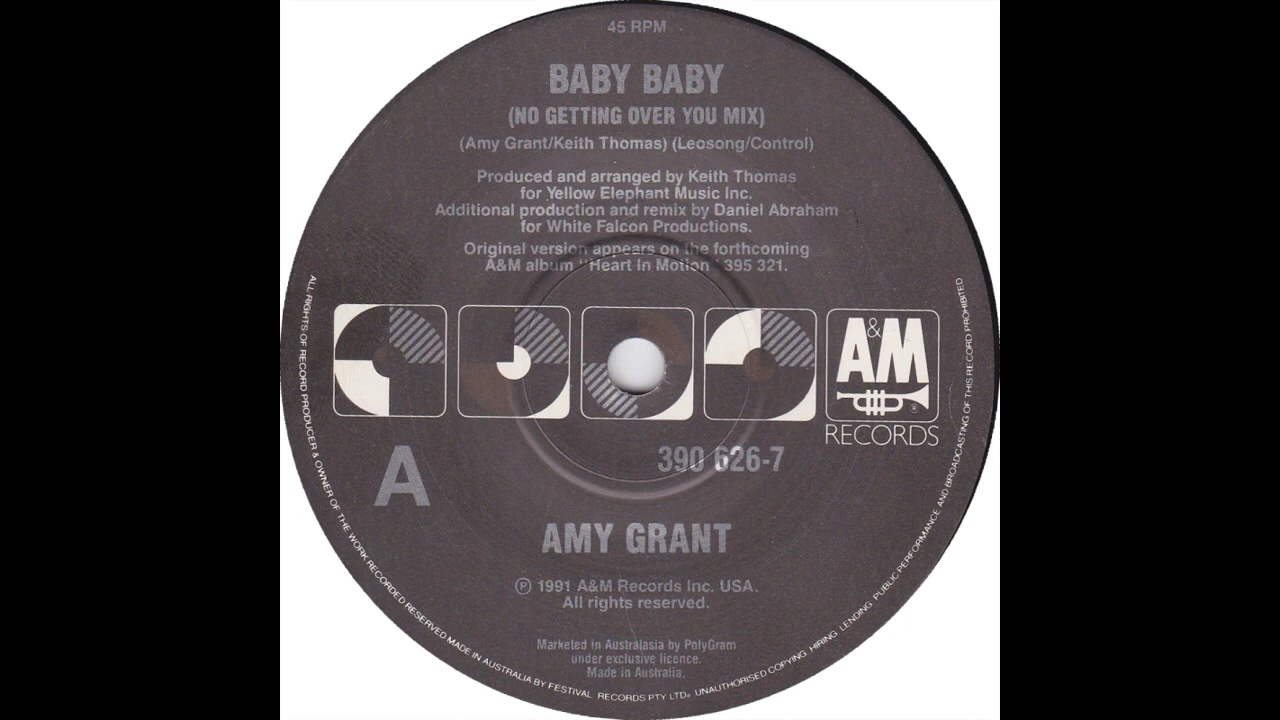 45 RPM
BABY BABY
(NO GETTING OVER YOU MIX)
(Amy Grant/Keith Thomas) (Leosong/Control)
Produced and arranged by Keith Thomas
for Yellow Elephant Music Inc.
Additional production and remix by Daniel Abraham
for White Falcon Productions.
Original version appears on the forthcoming
A&M album "Heart In Motion" 395 321.
A&M
®
RECORDS
A
390 626-7
AMY GRANT
Ⓟ 1991 A&M Records Inc. USA.
All rights reserved.
Marketed in Australasia by PolyGram
under exclusive licence.
Made in Australia.
ALL RIGHTS OF RECORD PRODUCER & OWNER OF THE WORK RECORDED RESERVED MADE IN AUSTRALIA BY FESTIVAL RECORDS PTY LTD. UNAUTHORISED COPYING HIRING LENDING PUBLIC PERFORMANCE AND BROADCASTING OF THIS RECORD PROHIBITED